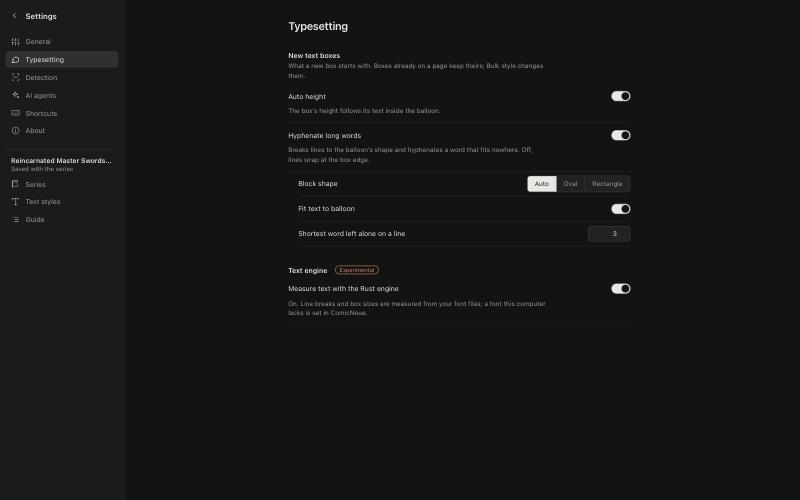 Settings
General
Typesetting
Detection
AI agents
Shortcuts
About
Reincarnated Master Swords...
Saved with the series
Series
Text styles
Guide
Typesetting
New text boxes
What a new box starts with. Boxes already on a page keep theirs; Bulk style changes
them.
Auto height
The box's height follows its text inside the balloon.
Hyphenate long words
Breaks lines to the balloon's shape and hyphenates a word that fits nowhere. Off,
lines wrap at the box edge.
Block shape
Auto Oval Rectangle
Fit text to balloon
Shortest word left alone on a line
3
Text engine Experimental
Measure text with the Rust engine
On. Line breaks and box sizes are measured from your font files; a font this computer
lacks is set in ComicNeue.